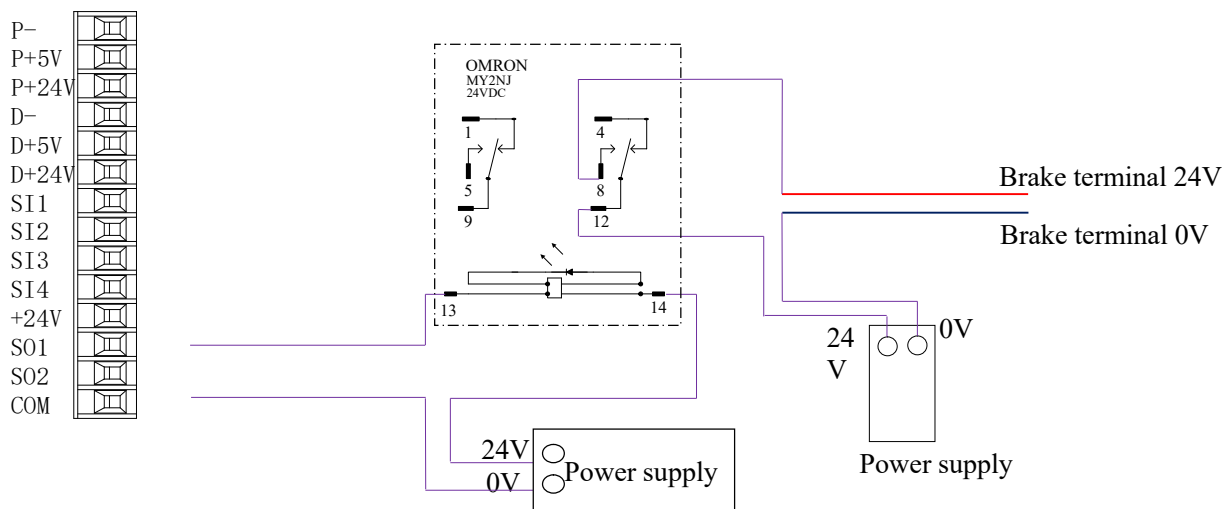 P-
P+5V
P+24V
D-
D+5V
D+24V
SI1
SI2
SI3
SI4
+24V
SO1
SO2
COM
OMRON
MY2NJ
24VDC
1
4
5
8
9
12
13
14
Brake terminal 24V
Brake terminal 0V
24
V
0V
Power supply
24V
0V
Power supply